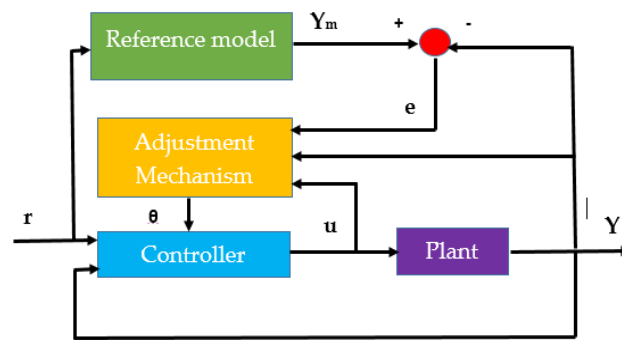 Reference model
Ym
+
-
e
Adjustment
Mechanism
r
θ
u
Controller
Plant
Y